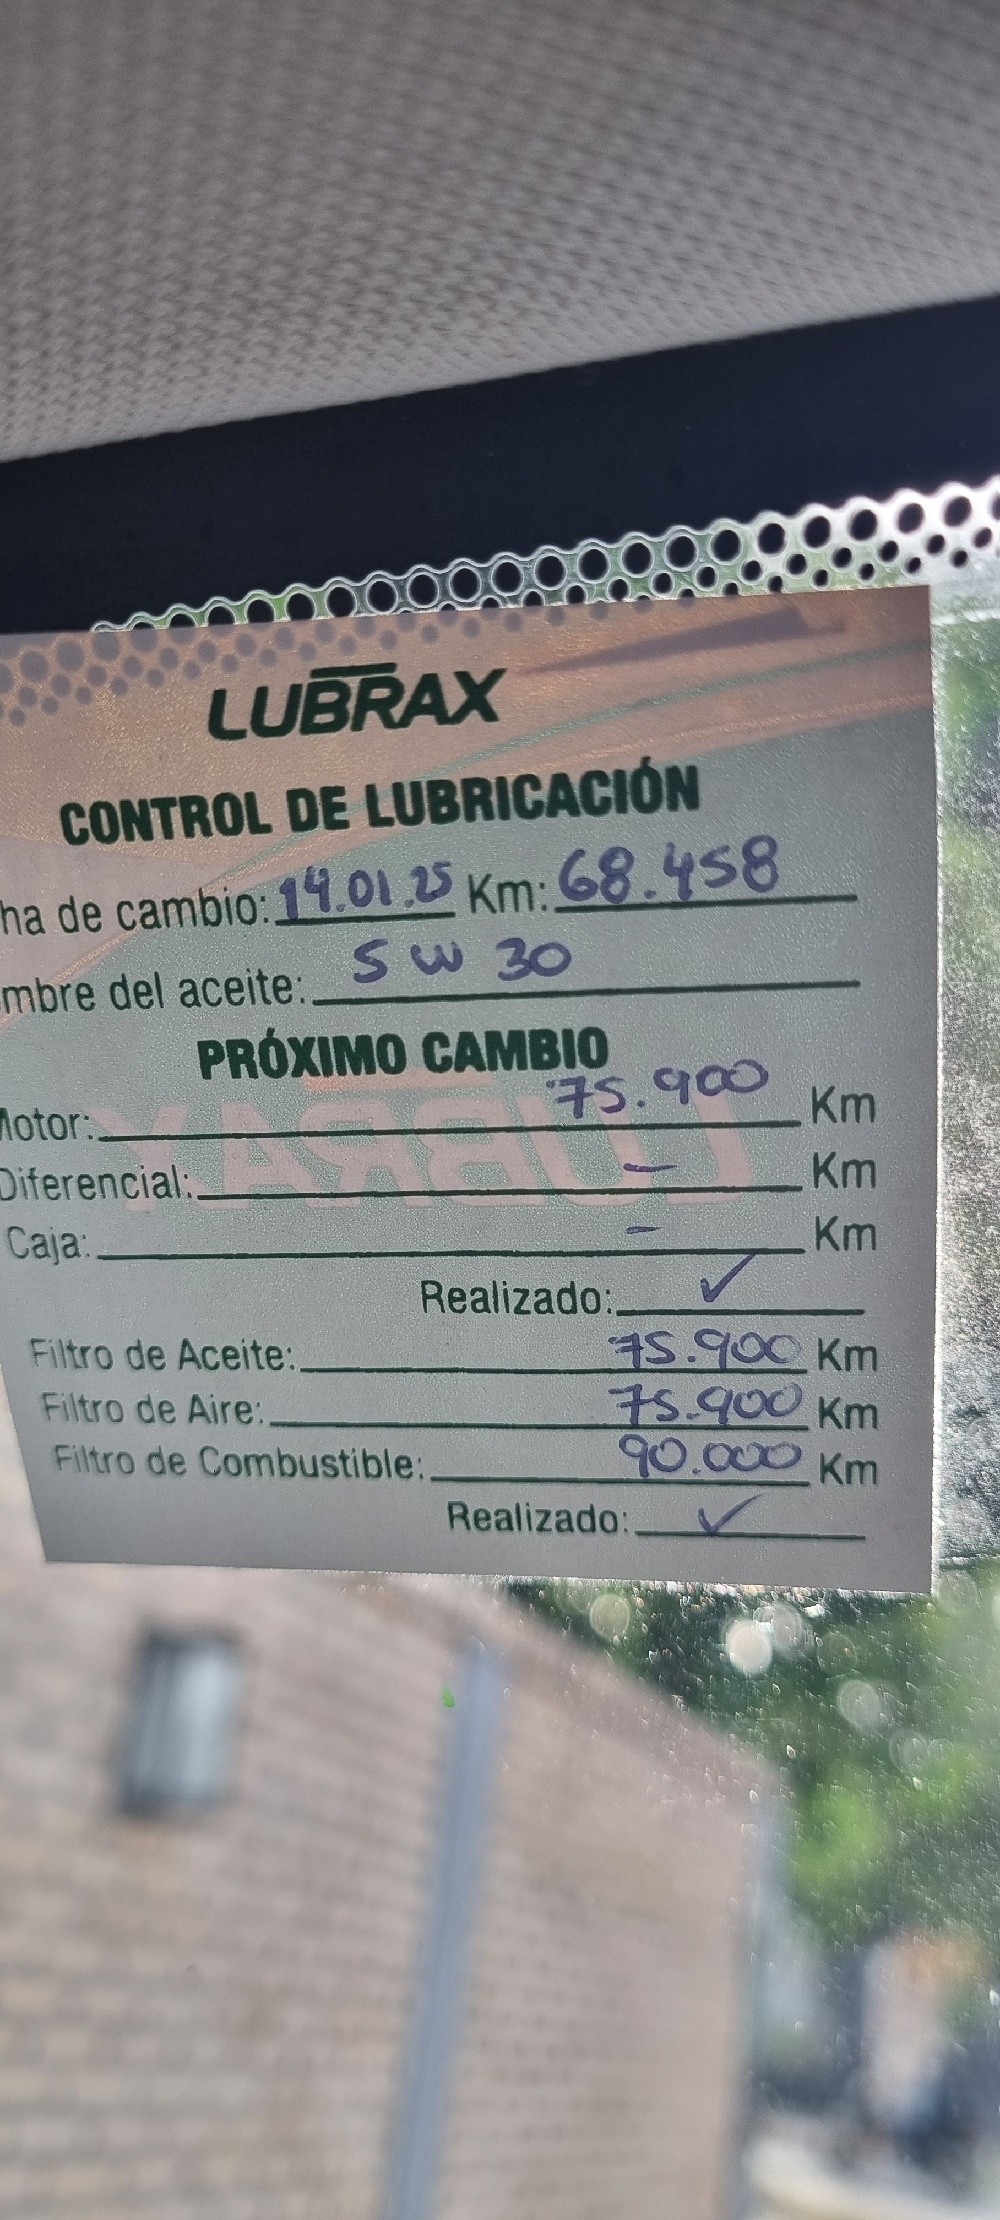 LUBRAX
CONTROL DE LUBRICACIÓN
ha de cambio: 14.01.25 Km: 68.458
mbre del aceite: 5 W 30
PRÓXIMO CAMBIO
Motor: 75.900 Km
Diferencial: - Km
Caja: - Km
Realizado: ✓
Filtro de Aceite: 75.900 Km
Filtro de Aire: 75.900 Km
Filtro de Combustible: 90.000 Km
Realizado: ✓